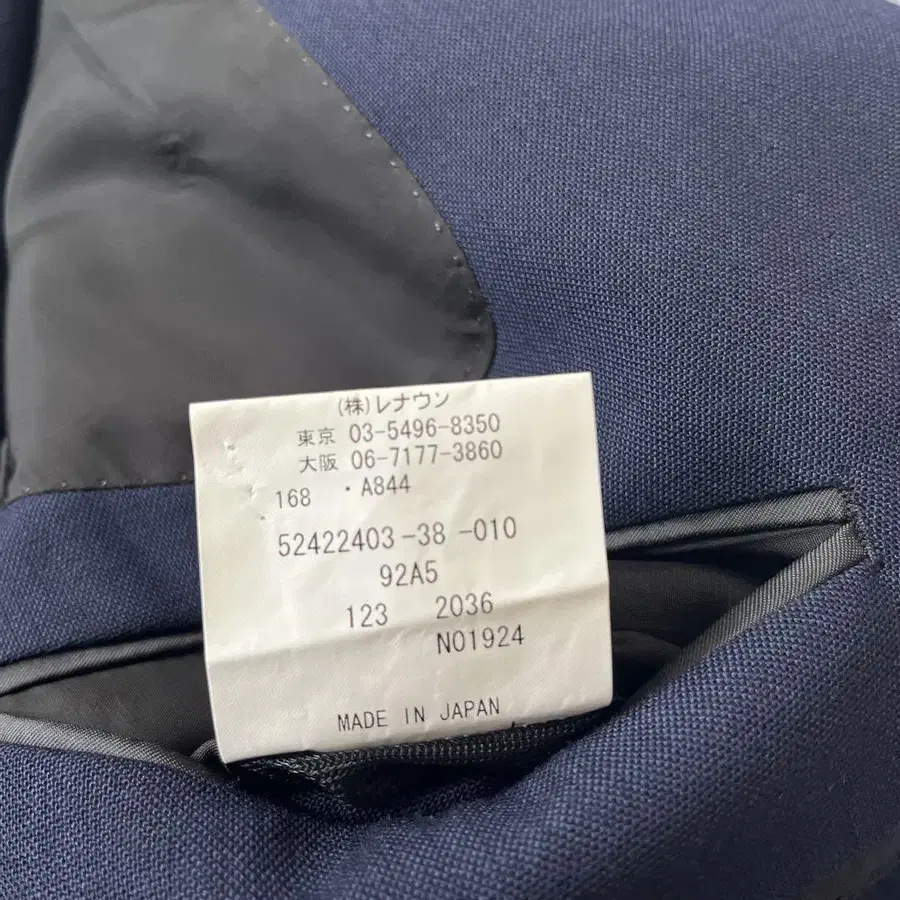 (株)レナウン
東京 03-5496-8350
大阪 06-7177-3860
168 ・A844
52422403-38-010
92A5
123 2036
N01924
MADE IN JAPAN